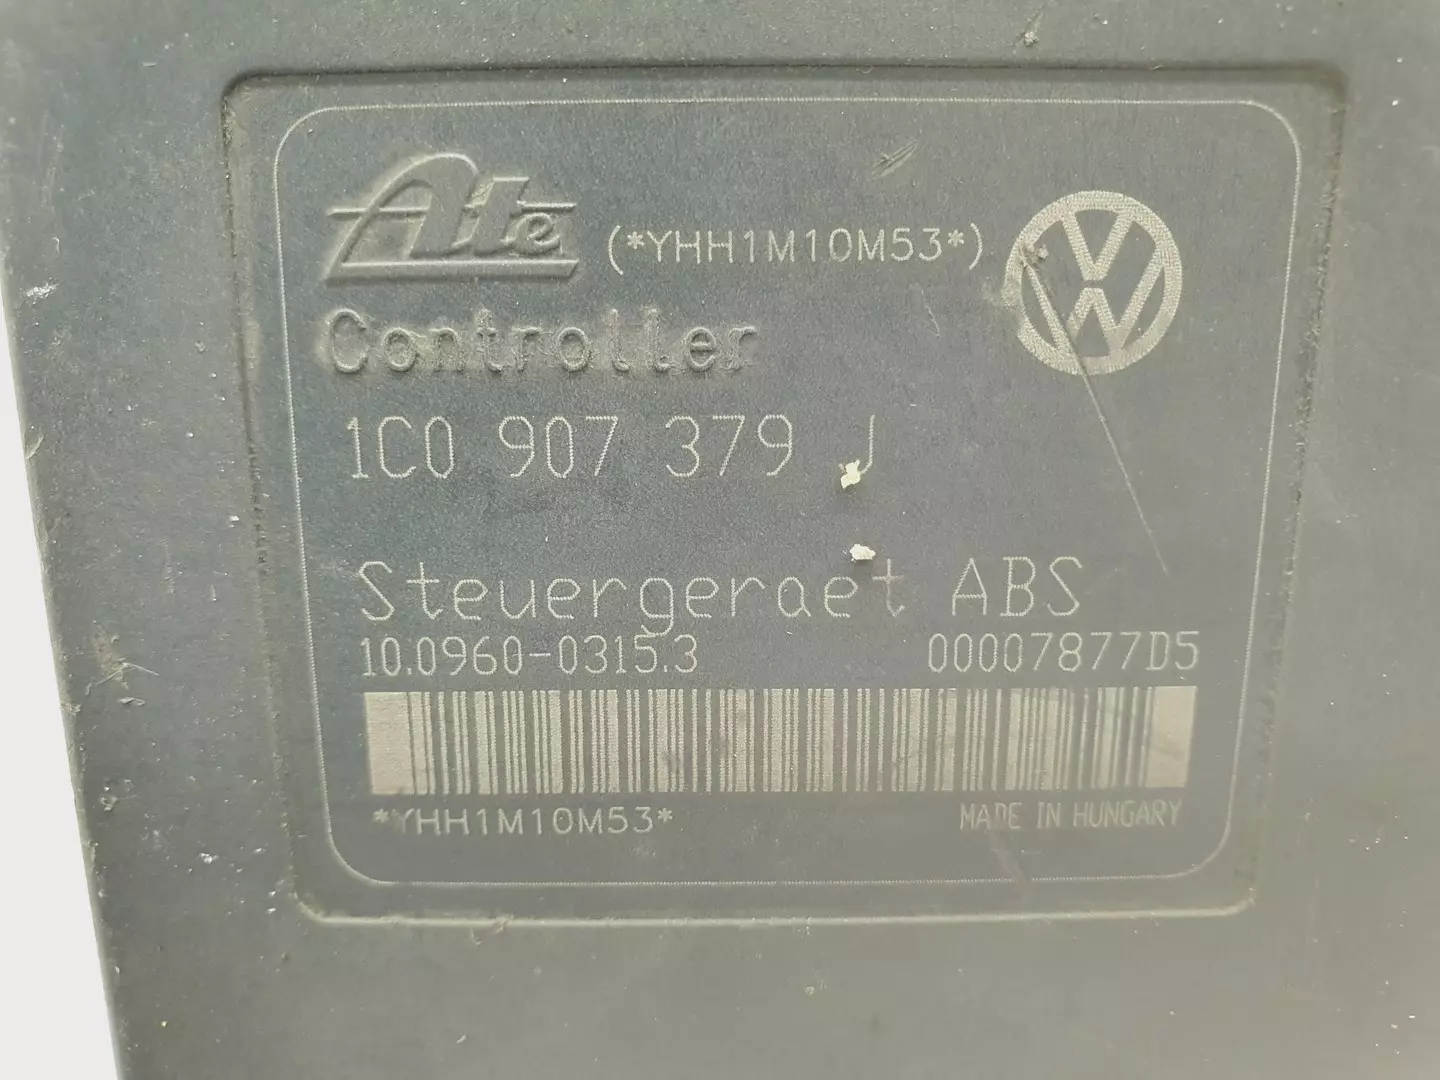 Ate (*YHH1M10M53*)
Controller
1C0 907 379 J
Steuergeraet ABS
10.0960-0315.3 00007877D5
*YHH1M10M53*
MADE IN HUNGARY